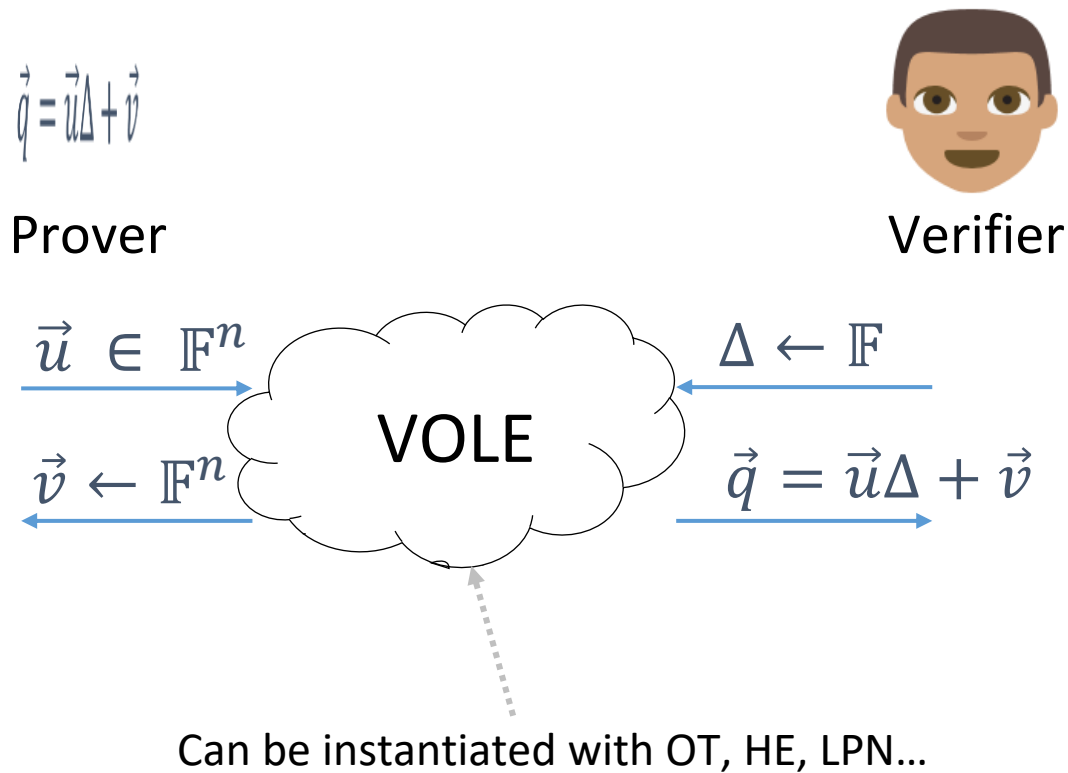 q⃗ = u⃗Δ + v⃗
Prover
Verifier
u⃗ ∈ 𝔽ⁿ
Δ ← 𝔽
VOLE
v⃗ ← 𝔽ⁿ
q⃗ = u⃗Δ + v⃗
Can be instantiated with OT, HE, LPN…